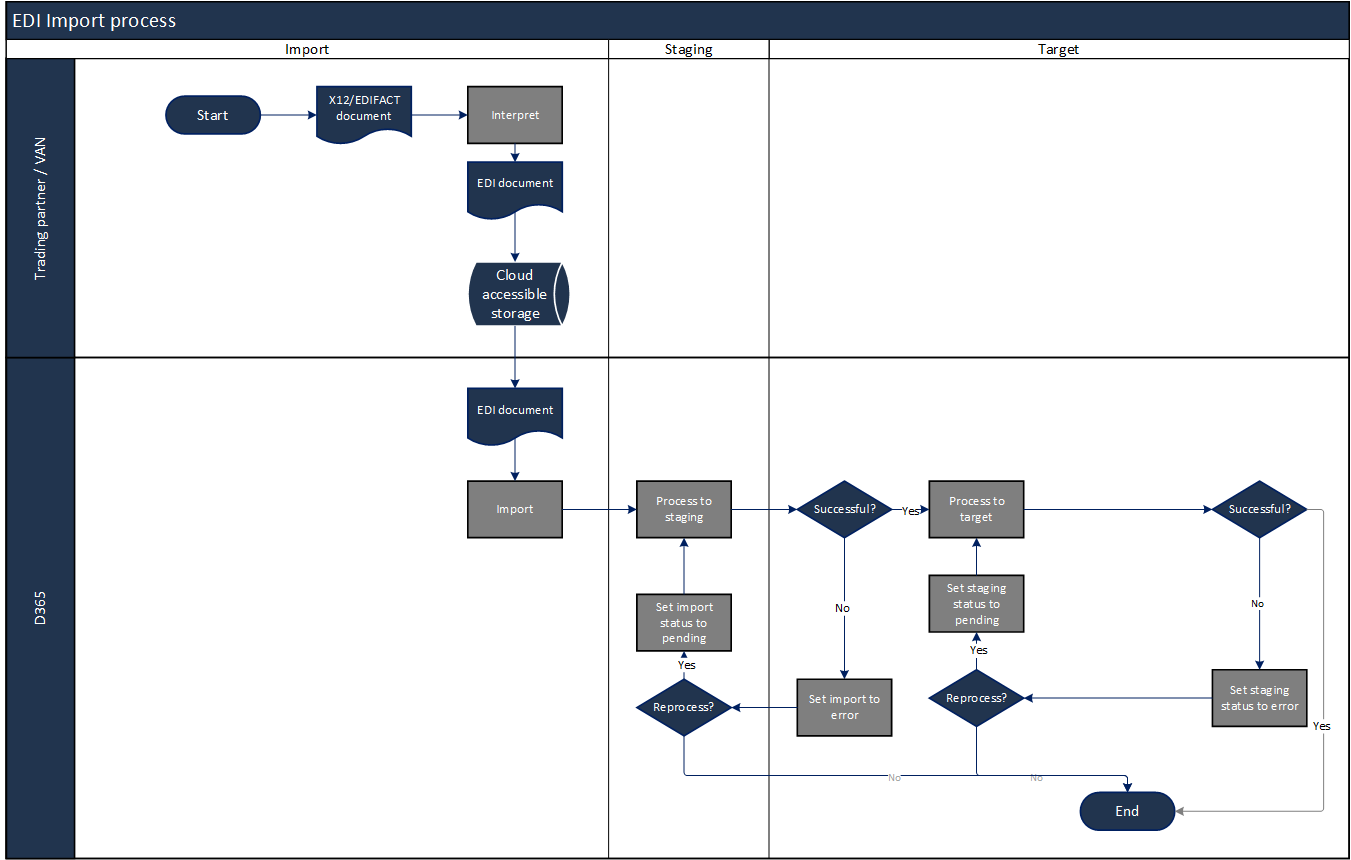 EDI Import process
Import
Staging
Target
Trading partner / VAN
Start
X12/EDIFACT
document
Interpret
EDI document
Cloud
accessible
storage
D365
EDI document
Import
Process to
staging
Successful?
Yes
Process to
target
Successful?
Set import
status to
pending
No
Set staging
status to
pending
No
Yes
Yes
Reprocess?
Set import to
error
Reprocess?
Set staging
status to error
Yes
No
No
End